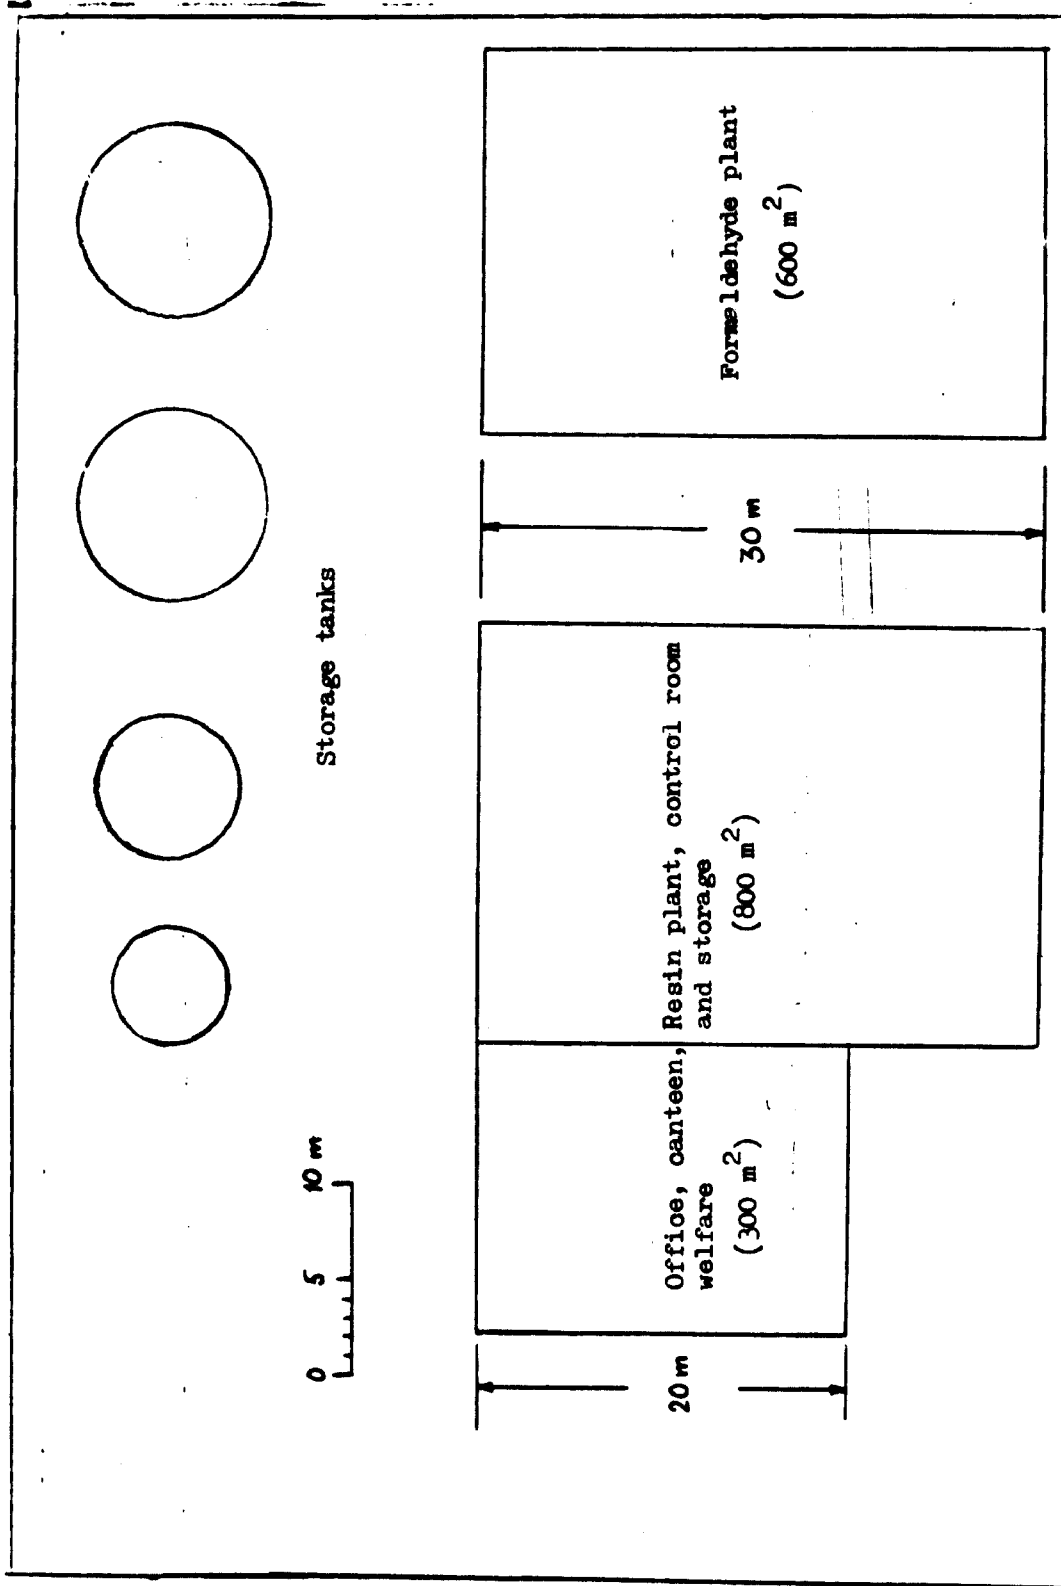 Storage tanks
0 5 10 m
Office, canteen,
welfare
(300 m²)
Resin plant, control room
and storage
(800 m²)
Formaldehyde plant
(600 m²)
20 m
30 m